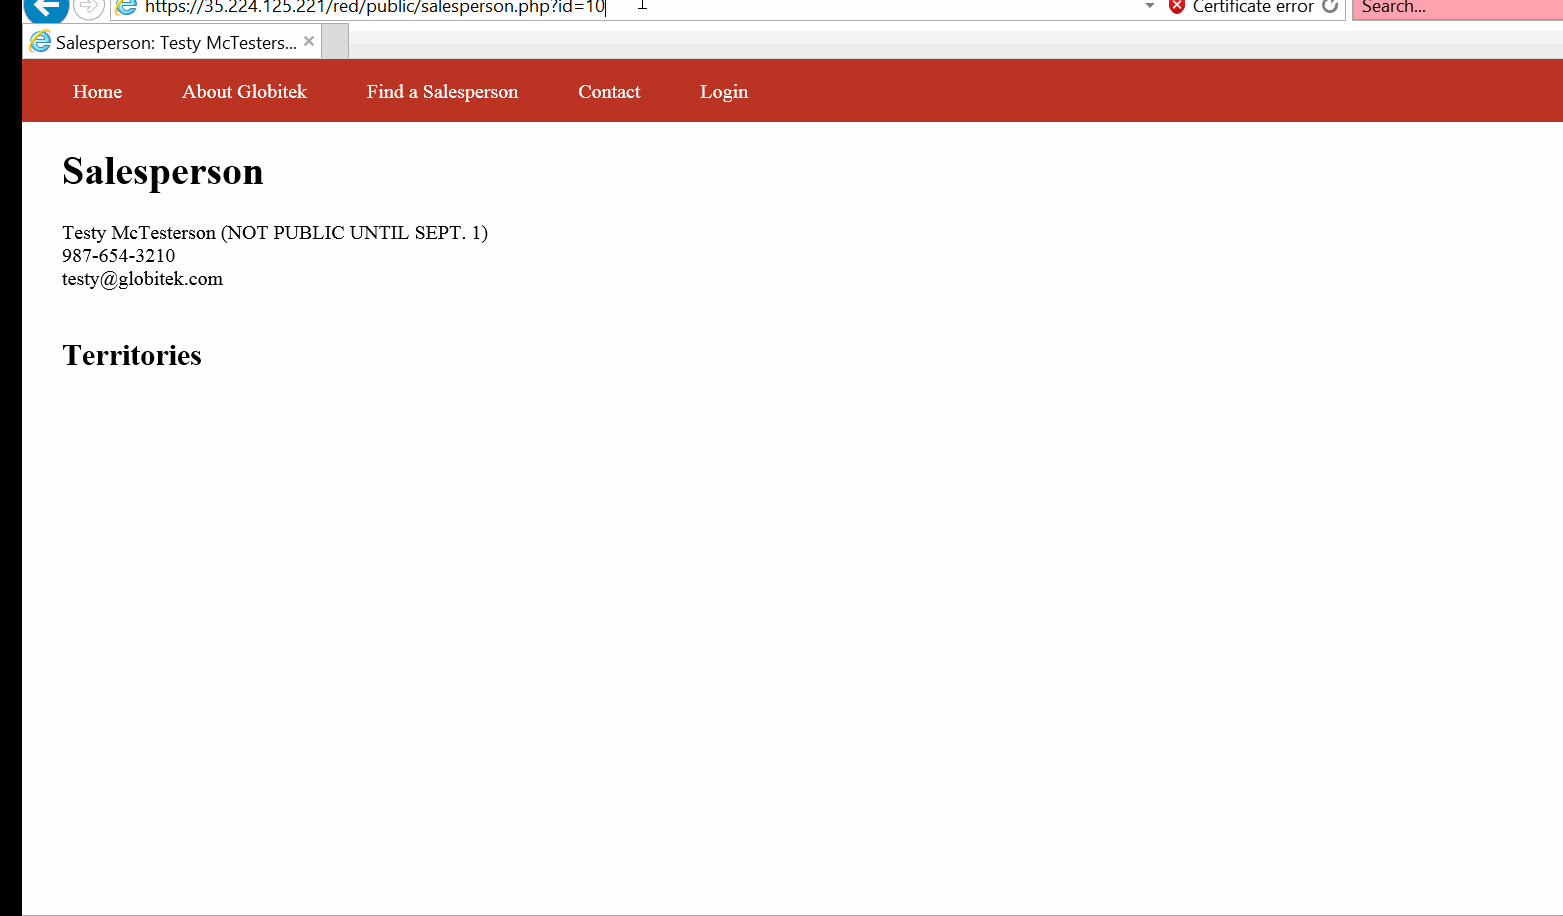 https://35.224.125.221/red/public/salesperson.php?id=10 Certificate error Search...
Salesperson: Testy McTesters...
Home About Globitek Find a Salesperson Contact Login
Salesperson
Testy McTesterson (NOT PUBLIC UNTIL SEPT. 1)
987-654-3210
testy@globitek.com
Territories